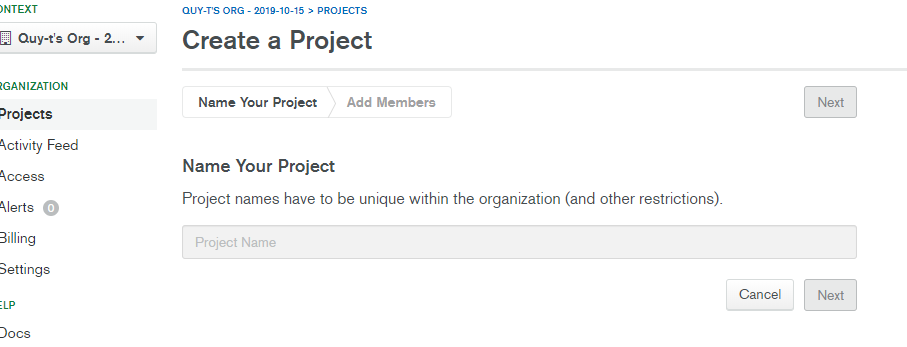 ONTEXT
QUY-T'S ORG - 2019-10-15 > PROJECTS
Quy-t's Org - 2...
Create a Project
RGANIZATION
Name Your Project
Add Members
Next
Projects
Activity Feed
Access
Alerts 0
Billing
Settings
ELP
Docs
Name Your Project
Project names have to be unique within the organization (and other restrictions).
Project Name
Cancel
Next